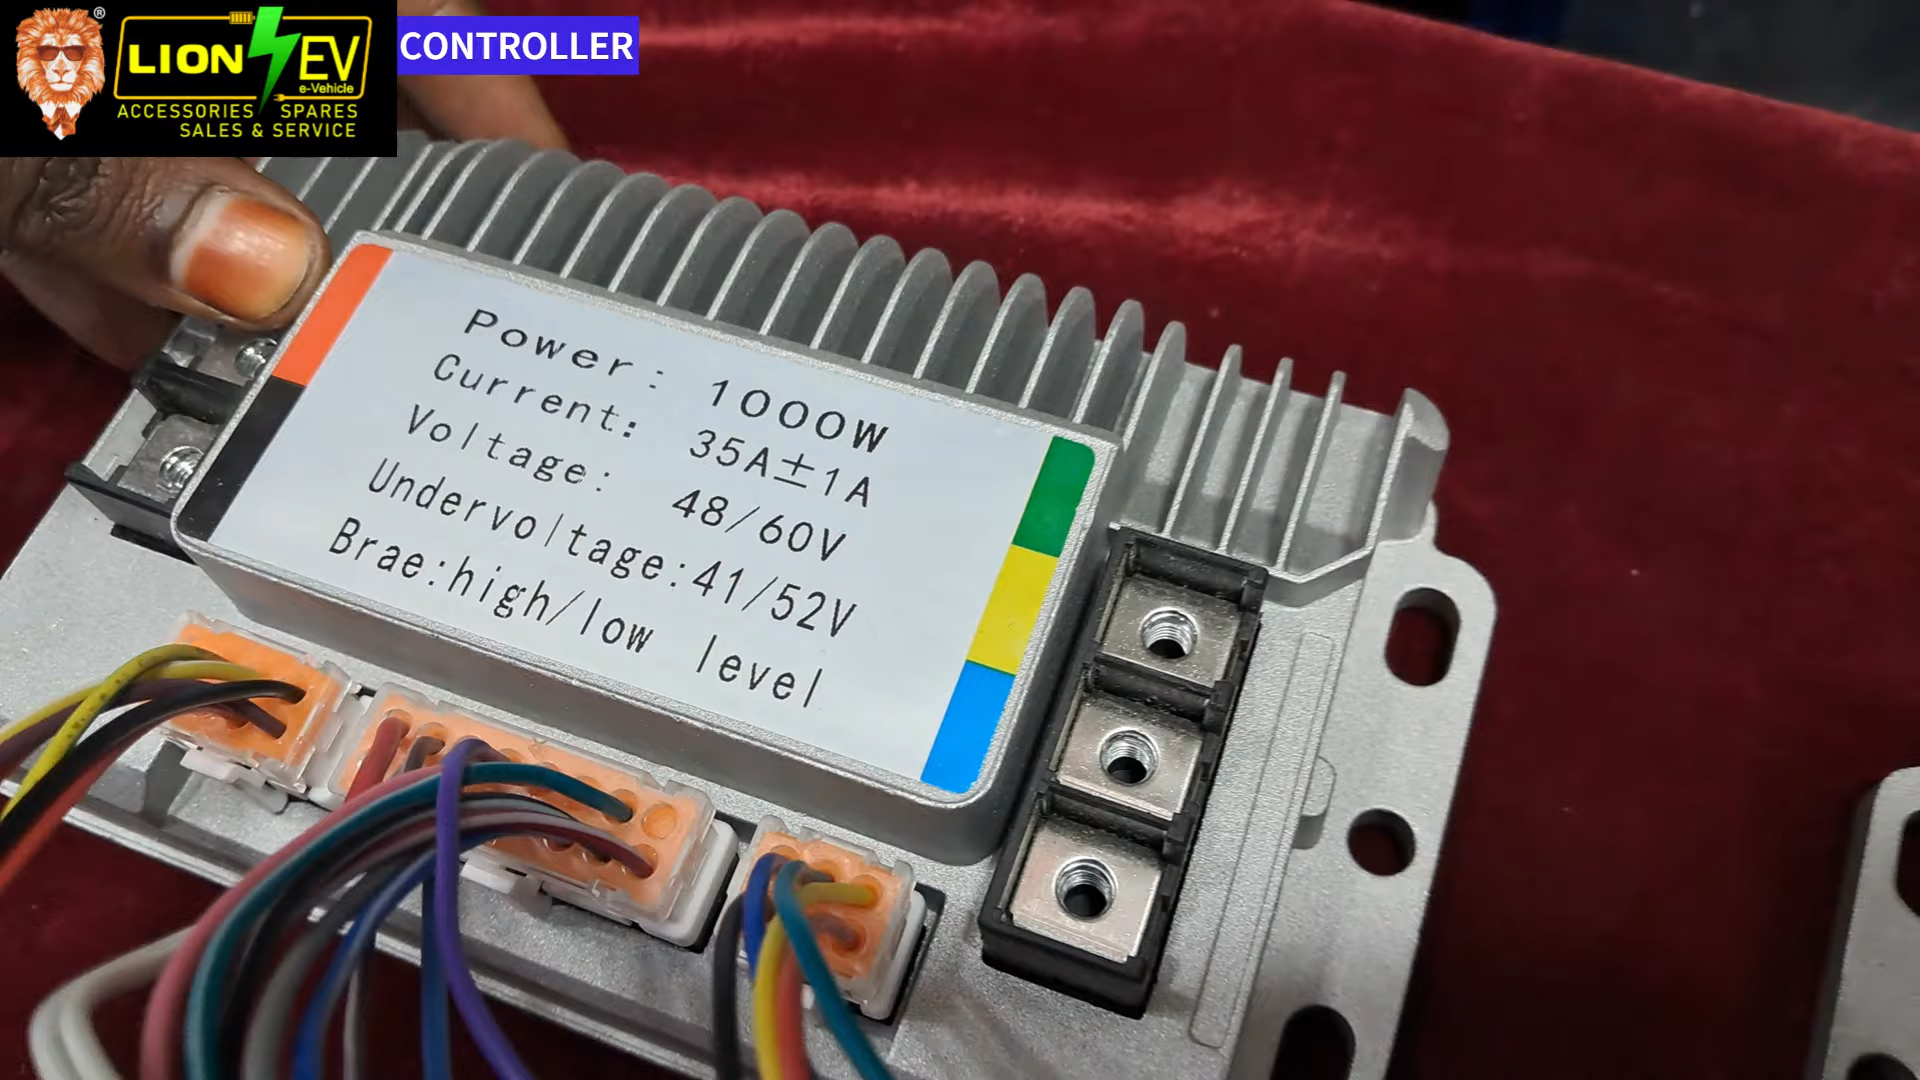 ®
LION EV
e-Vehicle
ACCESSORIES SPARES
SALES & SERVICE
CONTROLLER
Power: 1000W
Current: 35A±1A
Voltage: 48/60V
Undervoltage:41/52V
Brae:high/low level